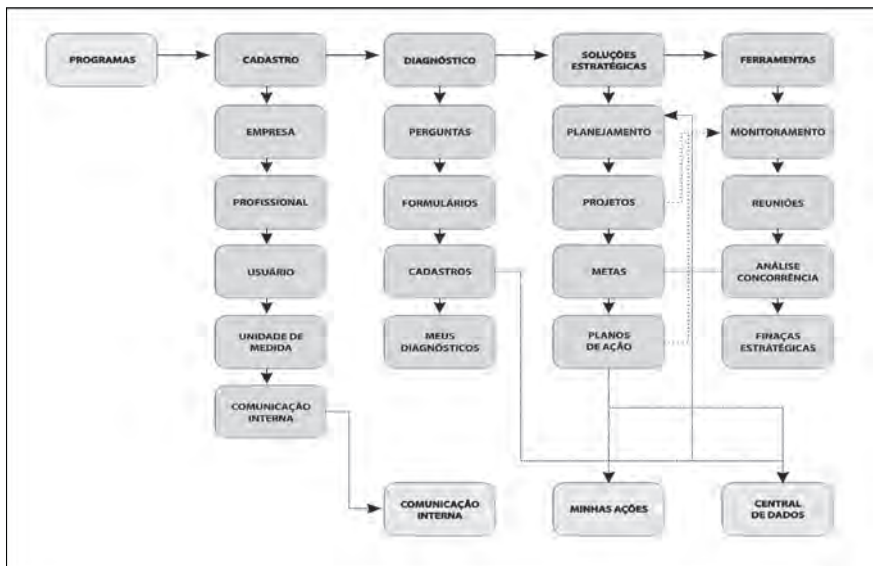 PROGRAMAS
CADASTRO
DIAGNÓSTICO
SOLUÇÕES
ESTRATÉGICAS
FERRAMENTAS
EMPRESA
PERGUNTAS
PLANEJAMENTO
MONITORAMENTO
PROFISSIONAL
FORMULÁRIOS
PROJETOS
REUNIÕES
USUÁRIO
CADASTROS
METAS
ANÁLISE
CONCORRÊNCIA
UNIDADE DE
MEDIDA
MEUS
DIAGNÓSTICOS
PLANOS
DE AÇÃO
FINAÇAS
ESTRATÉGICAS
COMUNICAÇÃO
INTERNA
COMUNICAÇÃO
INTERNA
MINHAS AÇÕES
CENTRAL
DE DADOS